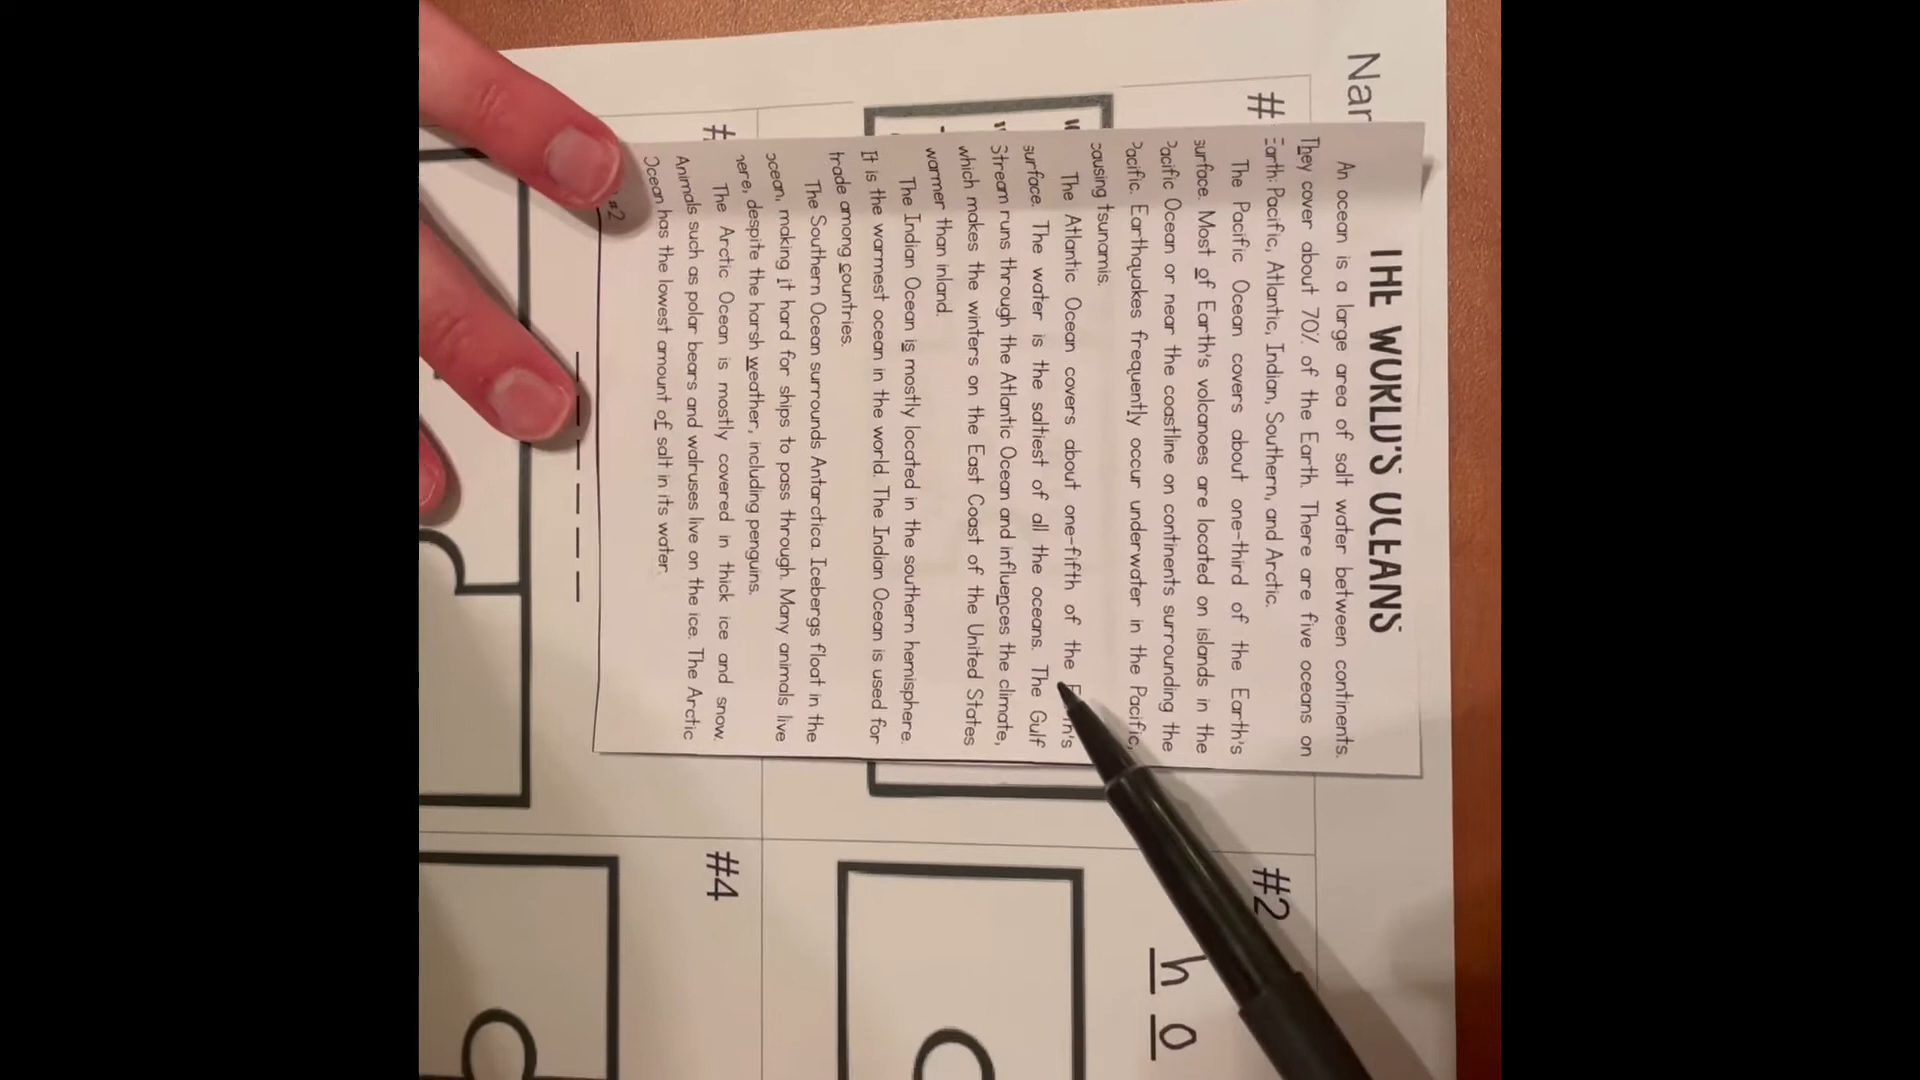 Nar
#
THE WORLD'S OCEANS
An ocean is a large area of salt water between continents.
They cover about 70% of the Earth. There are five oceans on
Earth: Pacific, Atlantic, Indian, Southern, and Arctic.
The Pacific Ocean covers about one-third of the Earth's
surface. Most of Earth's volcanoes are located on islands in the
Pacific Ocean or near the coastline on continents surrounding the
Pacific. Earthquakes frequently occur underwater in the Pacific,
causing tsunamis.
The Atlantic Ocean covers about one-fifth of the
surface. The water is the saltiest of all the oceans. The Gulf
Stream runs through the Atlantic Ocean and influences the climate,
which makes the winters on the East Coast of the United States
warmer than inland.
The Indian Ocean is mostly located in the southern hemisphere.
It is the warmest ocean in the world. The Indian Ocean is used for
trade among countries.
The Southern Ocean surrounds Antarctica. Icebergs float in the
ocean, making it hard for ships to pass through. Many animals live
here, despite the harsh weather, including penguins.
The Arctic Ocean is mostly covered in thick ice and snow.
Animals such as polar bears and walruses live on the ice. The Arctic
Ocean has the lowest amount of salt in its water.
#2
#2
h o
#
#4